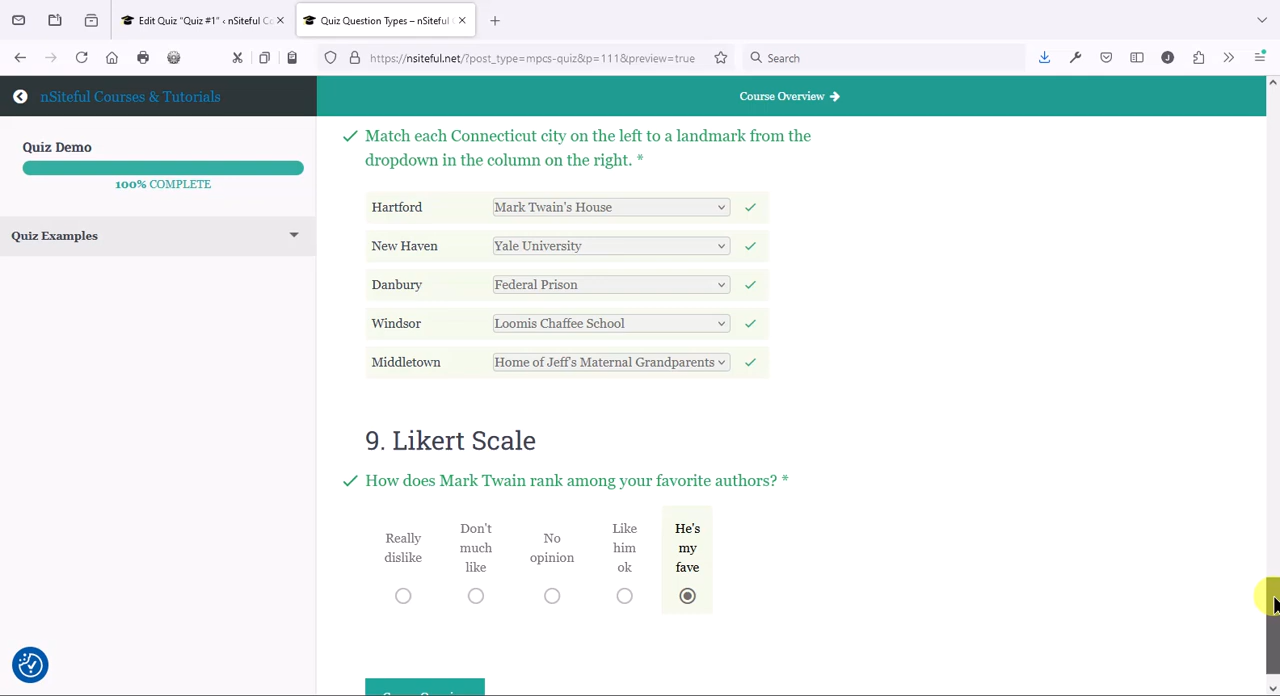 Edit Quiz "Quiz #1" ‹ nSiteful Co
Quiz Question Types – nSiteful C
https://nsiteful.net/?post_type=mpcs-quiz&p=111&preview=true
Search
nSiteful Courses & Tutorials
Course Overview
Quiz Demo
100% COMPLETE
Quiz Examples
Match each Connecticut city on the left to a landmark from the
dropdown in the column on the right. *
Hartford Mark Twain's House
New Haven Yale University
Danbury Federal Prison
Windsor Loomis Chaffee School
Middletown Home of Jeff's Maternal Grandparents
9. Likert Scale
How does Mark Twain rank among your favorite authors? *
Really
dislike
Don't
much
like
No
opinion
Like
him
ok
He's
my
fave